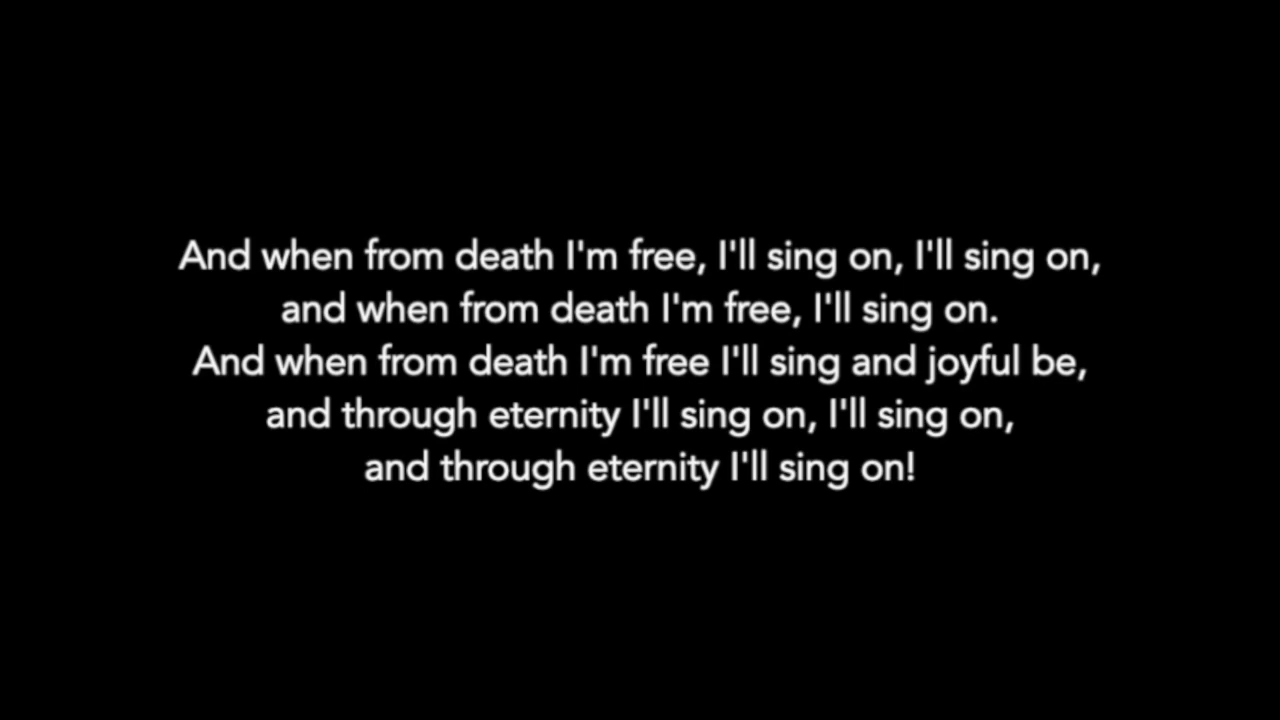 And when from death I'm free, I'll sing on, I'll sing on,
and when from death I'm free, I'll sing on.
And when from death I'm free I'll sing and joyful be,
and through eternity I'll sing on, I'll sing on,
and through eternity I'll sing on!